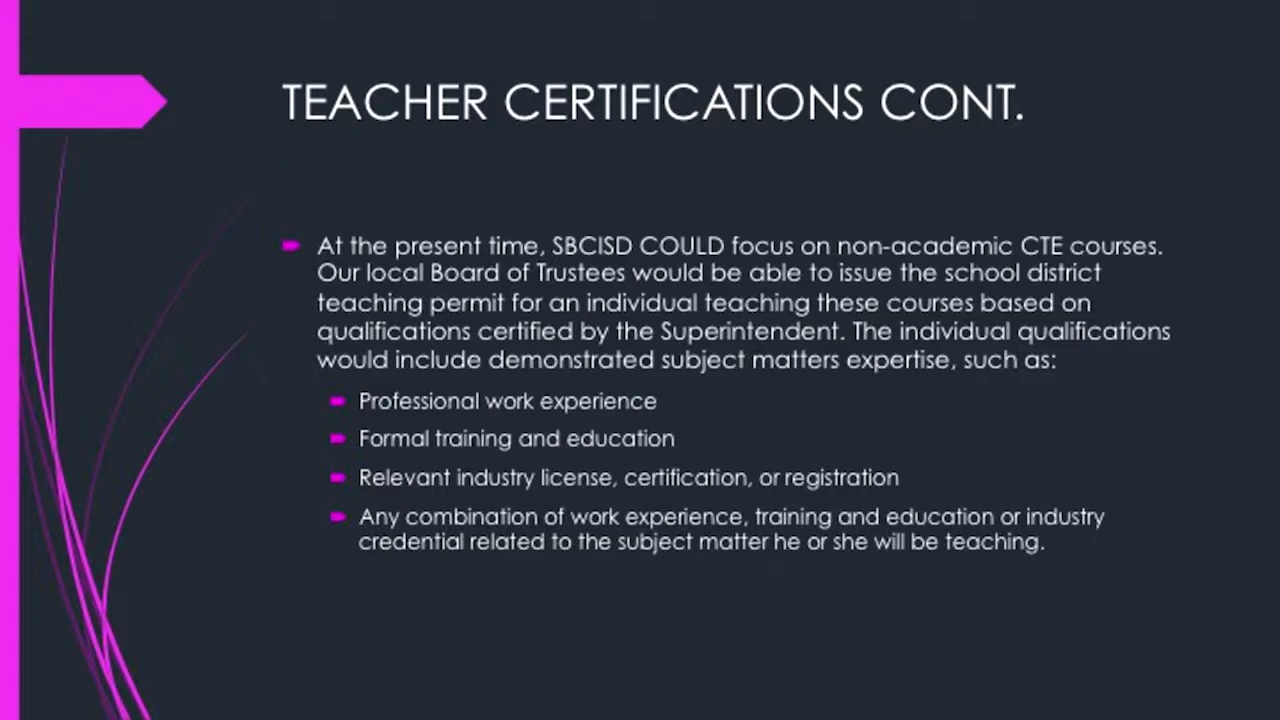 TEACHER CERTIFICATIONS CONT.
At the present time, SBCISD COULD focus on non-academic CTE courses.
Our local Board of Trustees would be able to issue the school district
teaching permit for an individual teaching these courses based on
qualifications certified by the Superintendent. The individual qualifications
would include demonstrated subject matters expertise, such as:
Professional work experience
Formal training and education
Relevant industry license, certification, or registration
Any combination of work experience, training and education or industry
credential related to the subject matter he or she will be teaching.